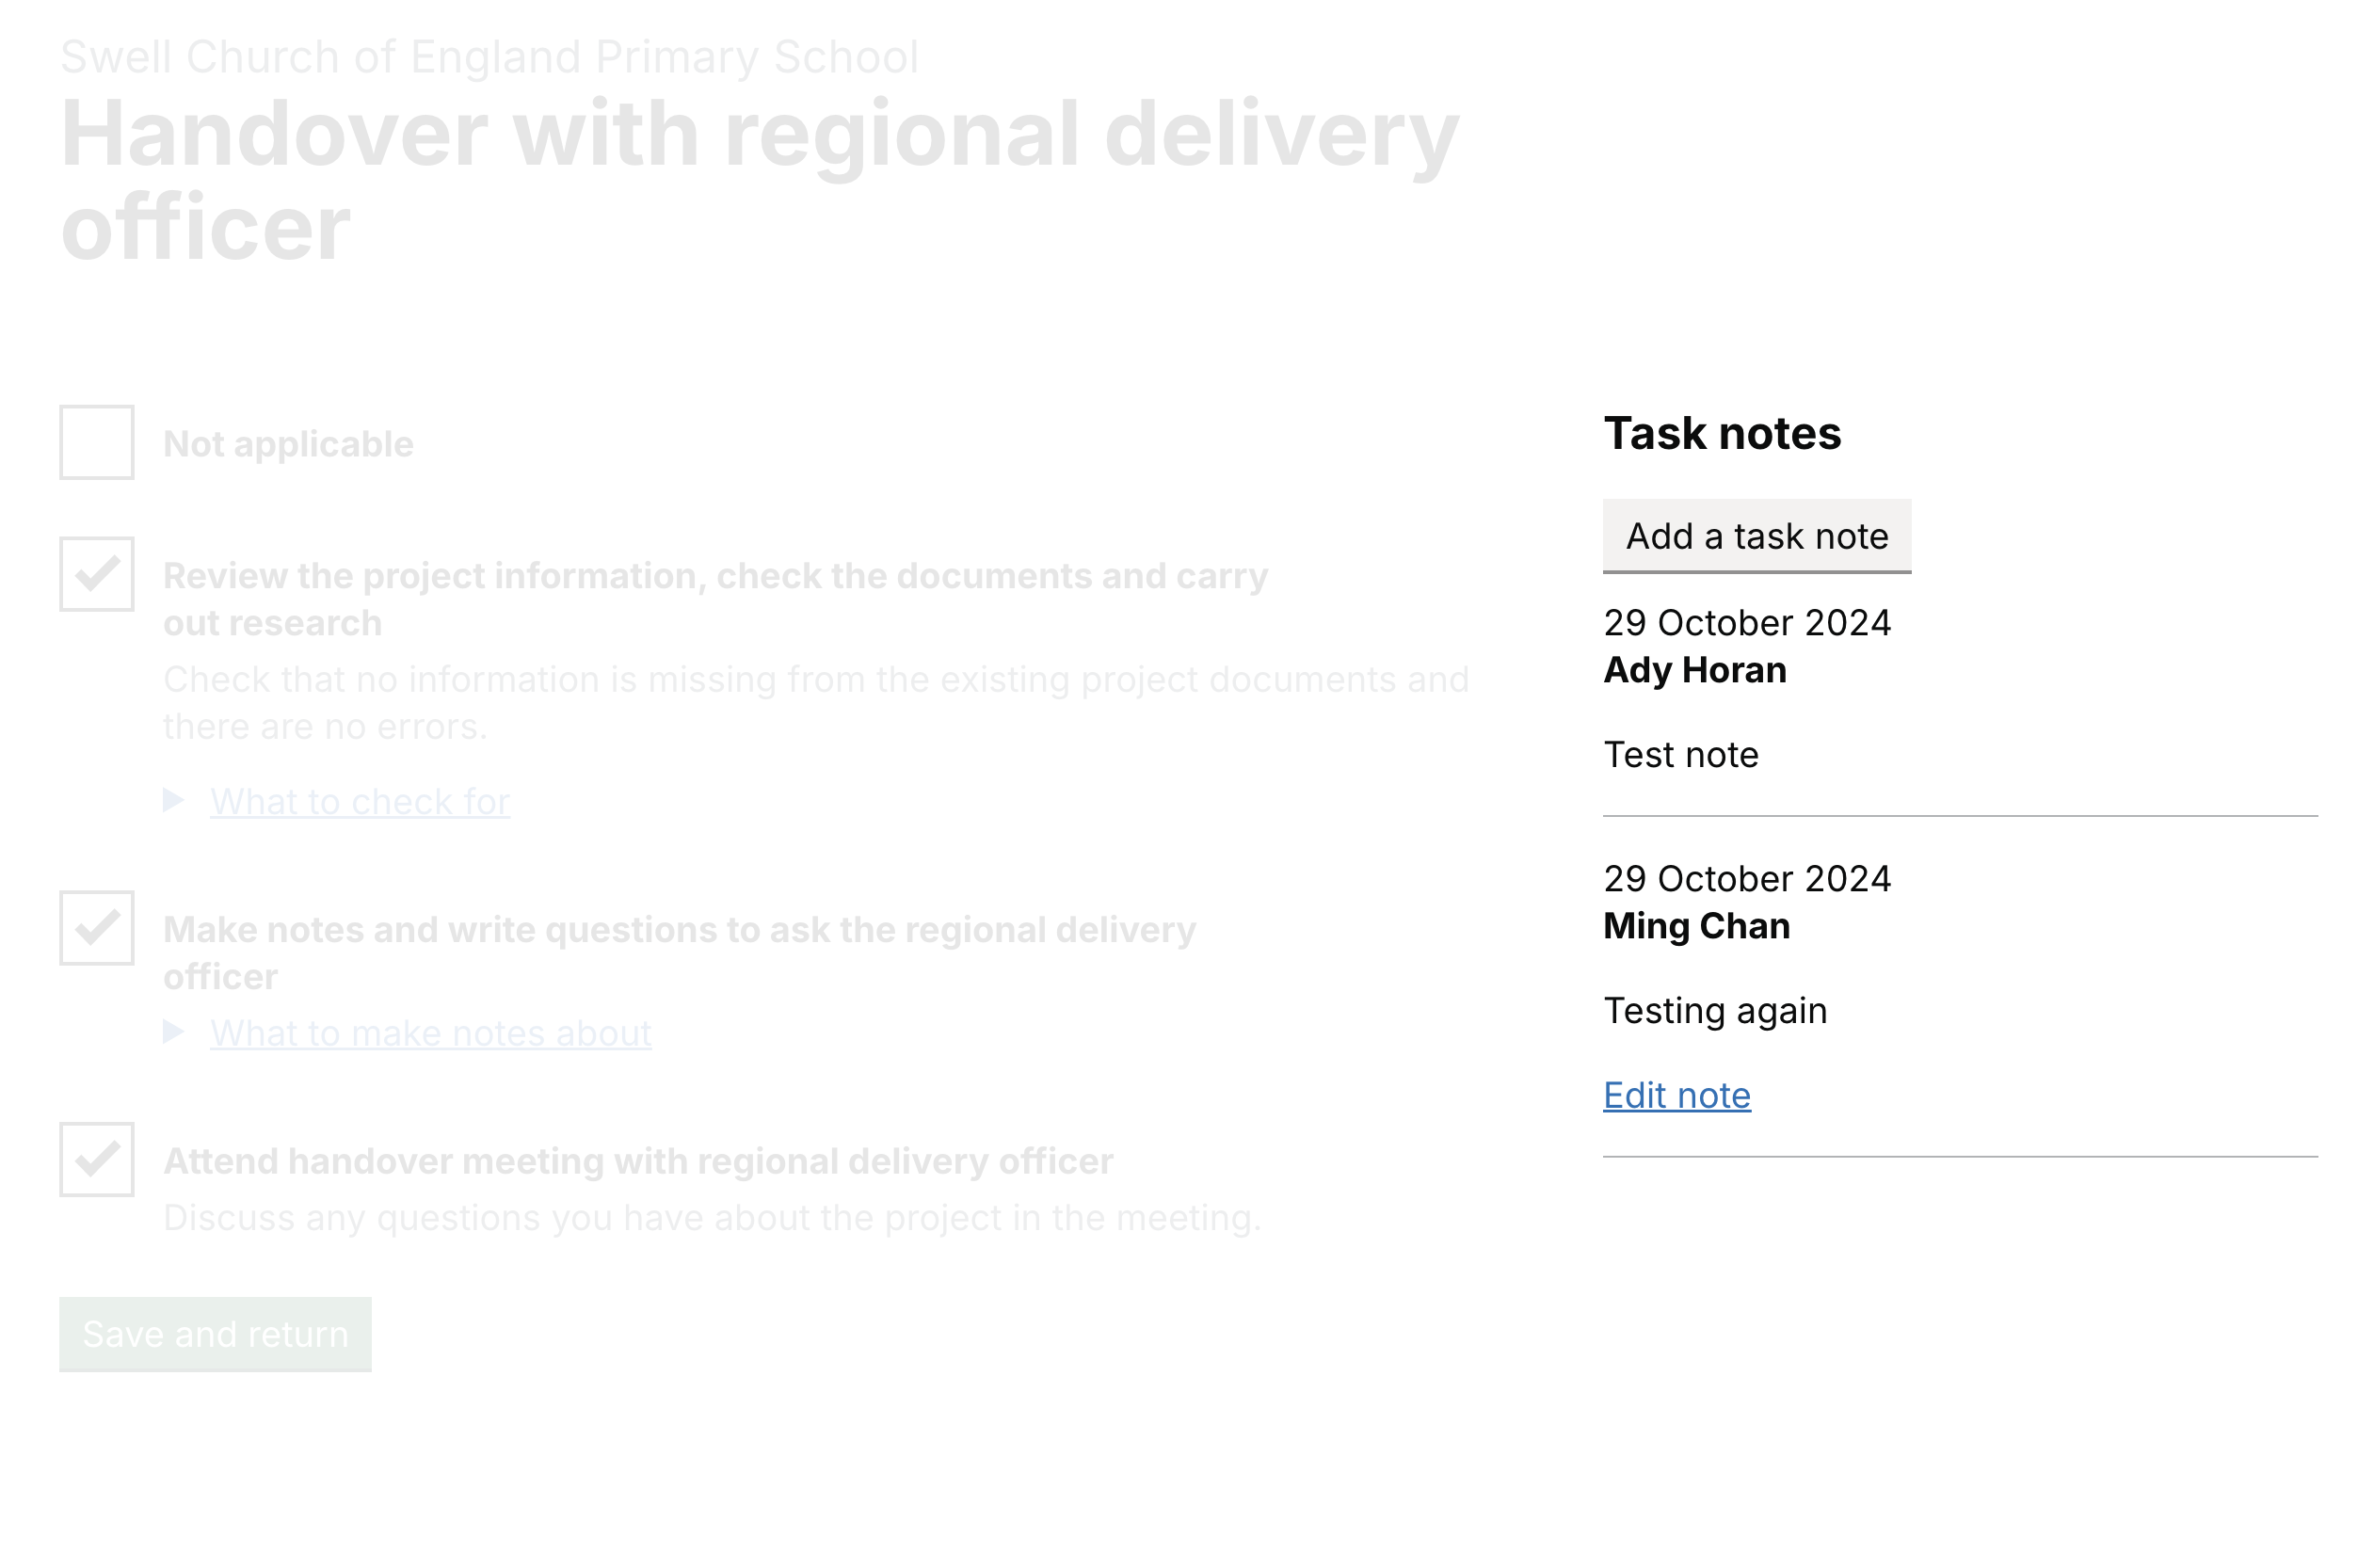 Swell Church of England Primary School
Handover with regional delivery
officer
Not applicable
Review the project information, check the documents and carry
out research
Check that no information is missing from the existing project documents and
there are no errors.
What to check for
Make notes and write questions to ask the regional delivery
officer
What to make notes about
Attend handover meeting with regional delivery officer
Discuss any questions you have about the project in the meeting.
Save and return
Task notes
Add a task note
29 October 2024
Ady Horan
Test note
29 October 2024
Ming Chan
Testing again
Edit note